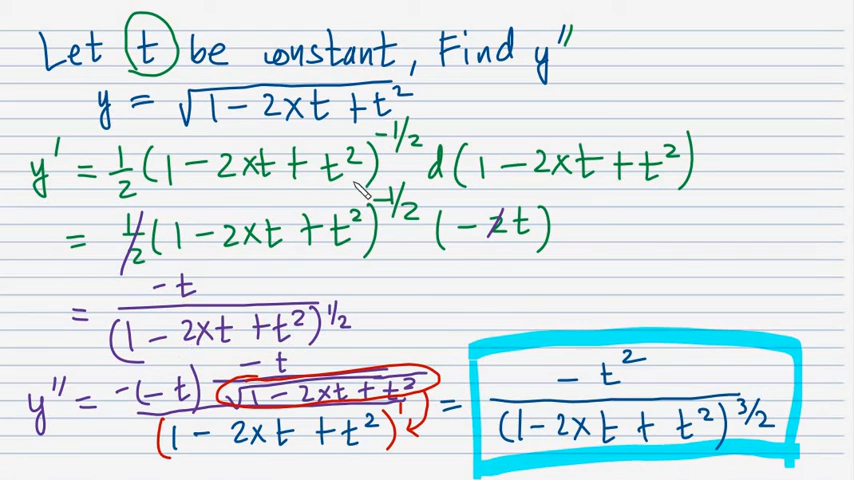 Let t be constant, Find y''
y = √(1 - 2xt + t²)
y' = 1/2 (1 - 2xt + t²)^(-1/2) d(1 - 2xt + t²)
= 1/2 (1 - 2xt + t²)^(-1/2) (-2t)
= -t / (1 - 2xt + t²)^(1/2)
y'' = -(-t) (-t / √(1 - 2xt + t²)) / (1 - 2xt + t²)^1 = -t² / (1 - 2xt + t²)^(3/2)